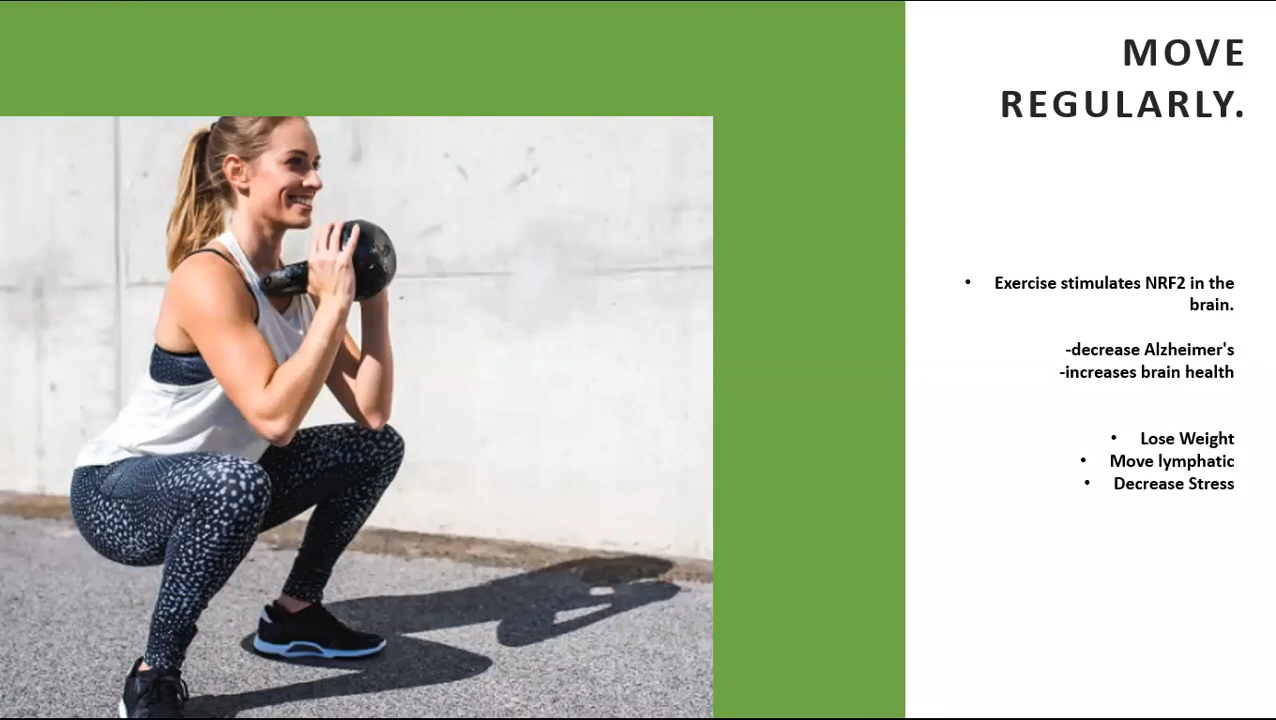 MOVE
REGULARLY.
• Exercise stimulates NRF2 in the
brain.
-decrease Alzheimer's
-increases brain health
• Lose Weight
• Move lymphatic
• Decrease Stress